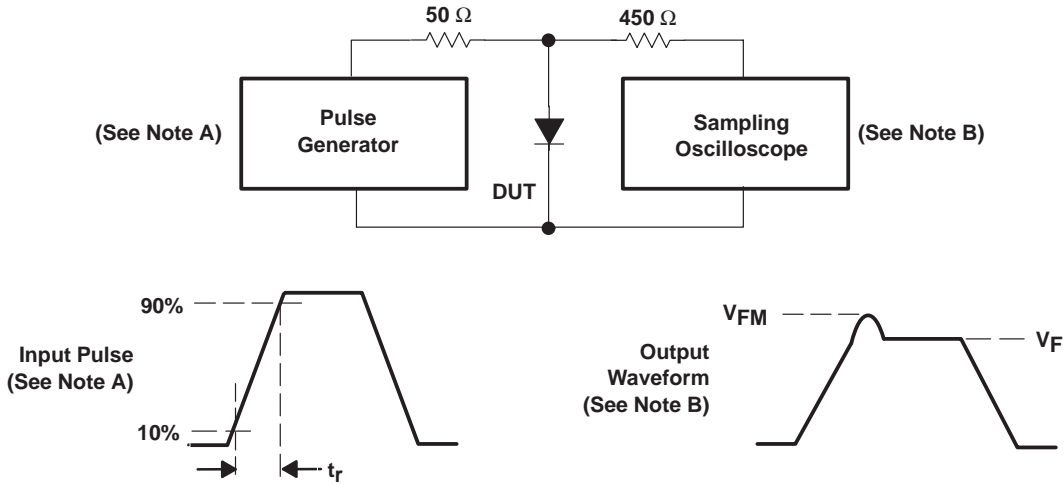 50 Ω
450 Ω
(See Note A)
Pulse
Generator
DUT
Sampling
Oscilloscope
(See Note B)
90%
Input Pulse
(See Note A)
10%
tr
VFM
VF
Output
Waveform
(See Note B)